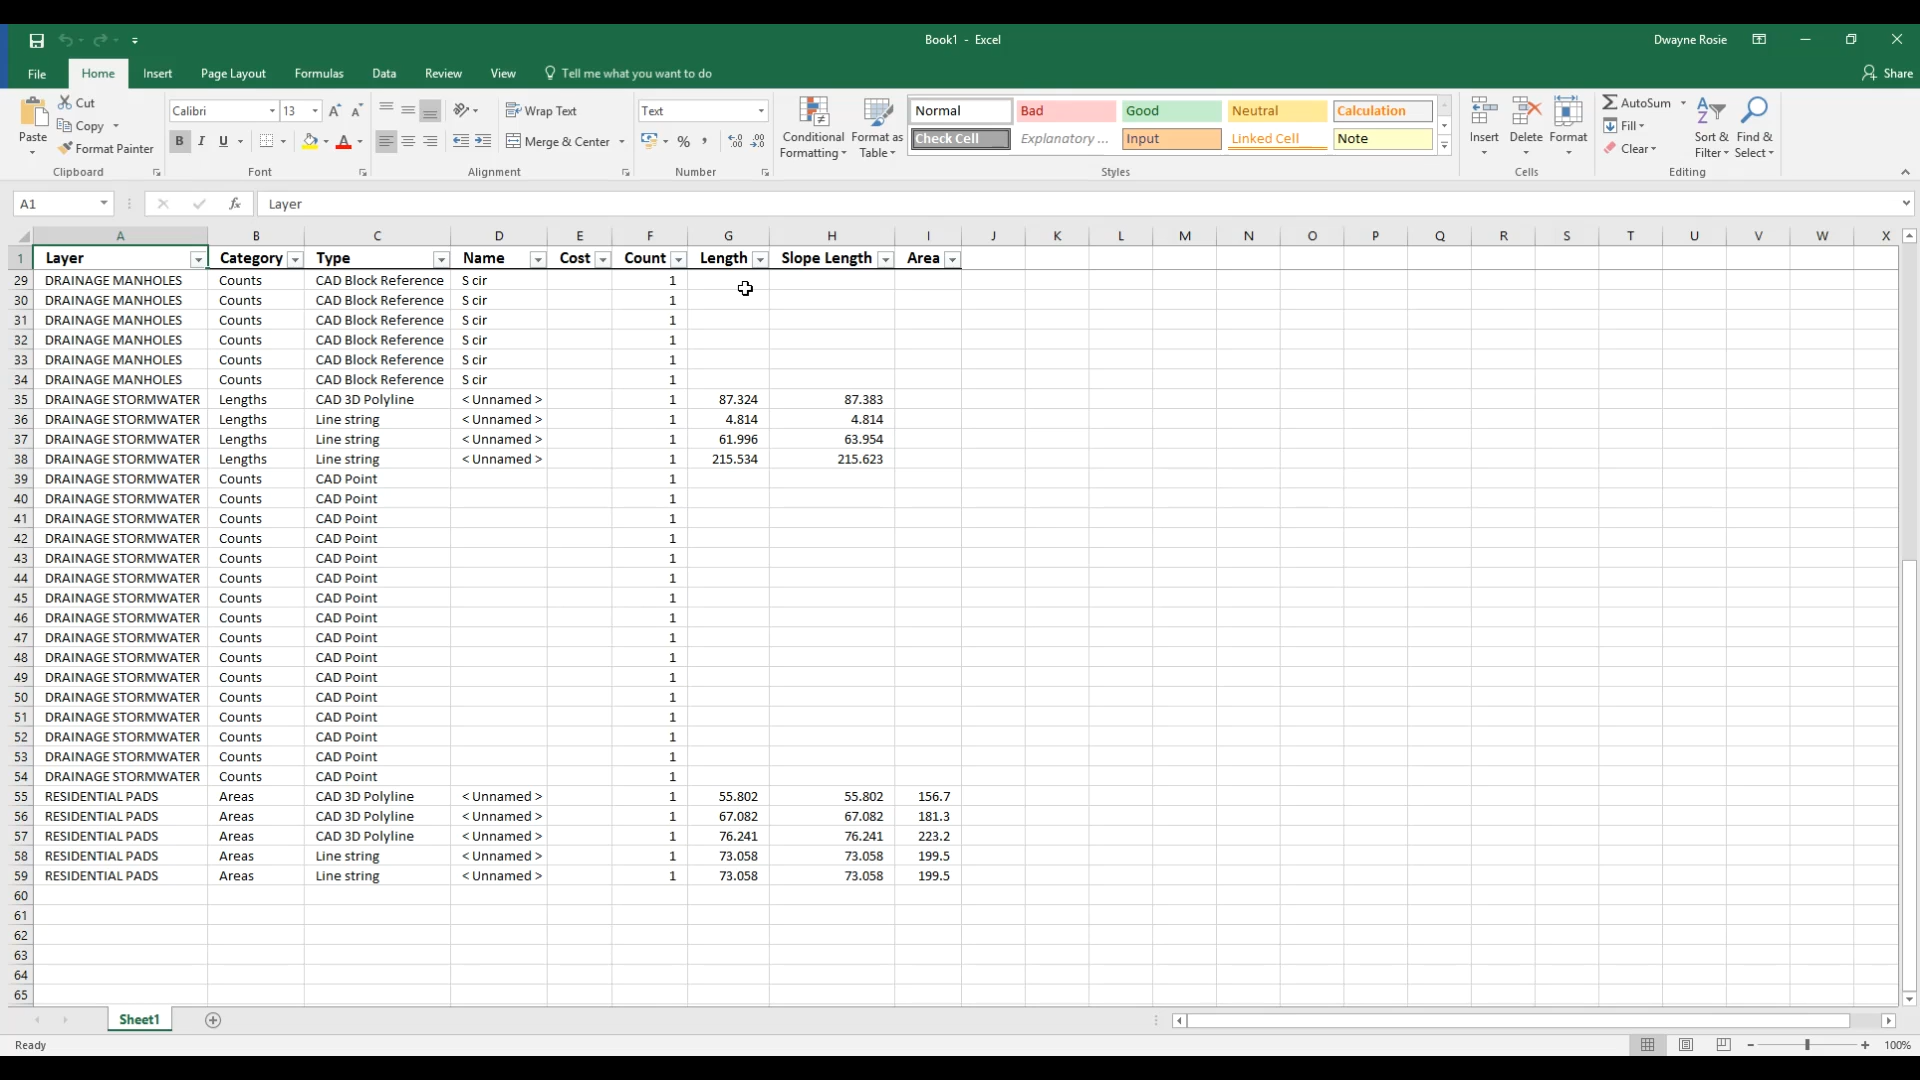 Book1 - Excel
Dwayne Rosie
File Home Insert Page Layout Formulas Data Review View Tell me what you want to do Share
Paste Cut Calibri 13 Wrap Text Text Conditional Formatting Format as Table Normal Bad Good Neutral Calculation Insert Delete Format AutoSum Sort & Filter Find & Select
Copy Fill
Format Painter B I U Merge & Center % , Check Cell Explanatory ... Input Linked Cell Note Clear
Clipboard Font Alignment Number Styles Cells Editing
A1 fx Layer
A B C D E F G H I J K L M N O P Q R S T U V W X
1 Layer Category Type Name Cost Count Length Slope Length Area
29 DRAINAGE MANHOLES Counts CAD Block Reference S cir 1
30 DRAINAGE MANHOLES Counts CAD Block Reference S cir 1
31 DRAINAGE MANHOLES Counts CAD Block Reference S cir 1
32 DRAINAGE MANHOLES Counts CAD Block Reference S cir 1
33 DRAINAGE MANHOLES Counts CAD Block Reference S cir 1
34 DRAINAGE MANHOLES Counts CAD Block Reference S cir 1
35 DRAINAGE STORMWATER Lengths CAD 3D Polyline < Unnamed > 1 87.324 87.383
36 DRAINAGE STORMWATER Lengths Line string < Unnamed > 1 4.814 4.814
37 DRAINAGE STORMWATER Lengths Line string < Unnamed > 1 61.996 63.954
38 DRAINAGE STORMWATER Lengths Line string < Unnamed > 1 215.534 215.623
39 DRAINAGE STORMWATER Counts CAD Point 1
40 DRAINAGE STORMWATER Counts CAD Point 1
41 DRAINAGE STORMWATER Counts CAD Point 1
42 DRAINAGE STORMWATER Counts CAD Point 1
43 DRAINAGE STORMWATER Counts CAD Point 1
44 DRAINAGE STORMWATER Counts CAD Point 1
45 DRAINAGE STORMWATER Counts CAD Point 1
46 DRAINAGE STORMWATER Counts CAD Point 1
47 DRAINAGE STORMWATER Counts CAD Point 1
48 DRAINAGE STORMWATER Counts CAD Point 1
49 DRAINAGE STORMWATER Counts CAD Point 1
50 DRAINAGE STORMWATER Counts CAD Point 1
51 DRAINAGE STORMWATER Counts CAD Point 1
52 DRAINAGE STORMWATER Counts CAD Point 1
53 DRAINAGE STORMWATER Counts CAD Point 1
54 DRAINAGE STORMWATER Counts CAD Point 1
55 RESIDENTIAL PADS Areas CAD 3D Polyline < Unnamed > 1 55.802 55.802 156.7
56 RESIDENTIAL PADS Areas CAD 3D Polyline < Unnamed > 1 67.082 67.082 181.3
57 RESIDENTIAL PADS Areas CAD 3D Polyline < Unnamed > 1 76.241 76.241 223.2
58 RESIDENTIAL PADS Areas Line string < Unnamed > 1 73.058 73.058 199.5
59 RESIDENTIAL PADS Areas Line string < Unnamed > 1 73.058 73.058 199.5
60
61
62
63
64
65
Sheet1
Ready 100%